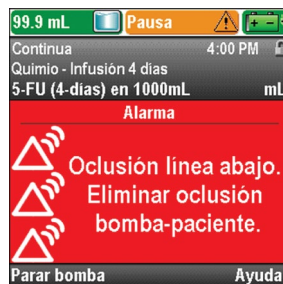 99.9 mL Pausa
Continua 4:00 PM
Quimio - Infusión 4 días
5-FU (4-días) en 1000mL mL
Alarma
Oclusión línea abajo.
Eliminar oclusión
bomba-paciente.
Parar bomba Ayuda